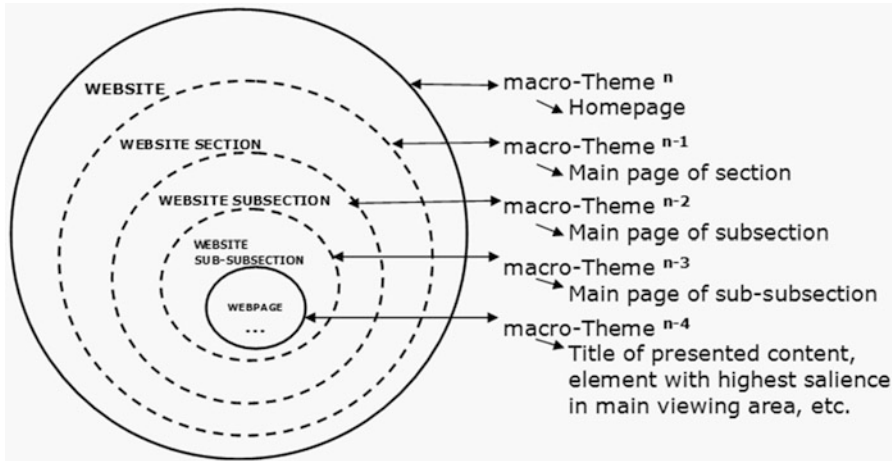 WEBSITE
WEBSITE SECTION
WEBSITE SUBSECTION
WEBSITE
SUB-SUBSECTION
WEBPAGE
...
macro-Theme n
Homepage
macro-Theme n-1
Main page of section
macro-Theme n-2
Main page of subsection
macro-Theme n-3
Main page of sub-subsection
macro-Theme n-4
Title of presented content,
element with highest salience
in main viewing area, etc.